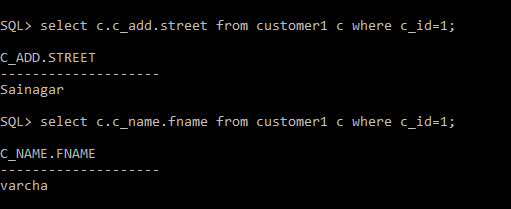 SQL> select c.c_add.street from customer1 c where c_id=1;
C_ADD.STREET
--------------------
Sainagar
SQL> select c.c_name.fname from customer1 c where c_id=1;
C_NAME.FNAME
--------------------
varcha